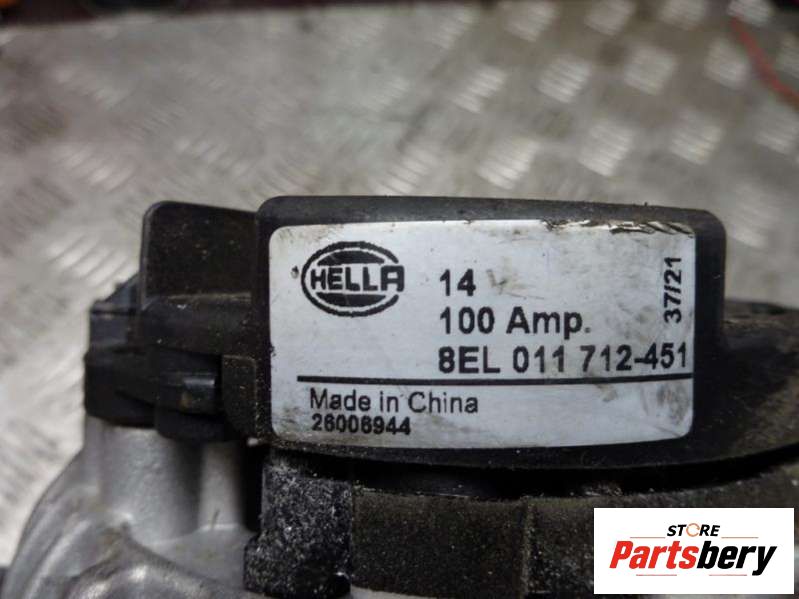 HELLA
14 V
100 Amp.
8EL 011 712-451
37/21
Made in China
26006944
STORE
Partsbery